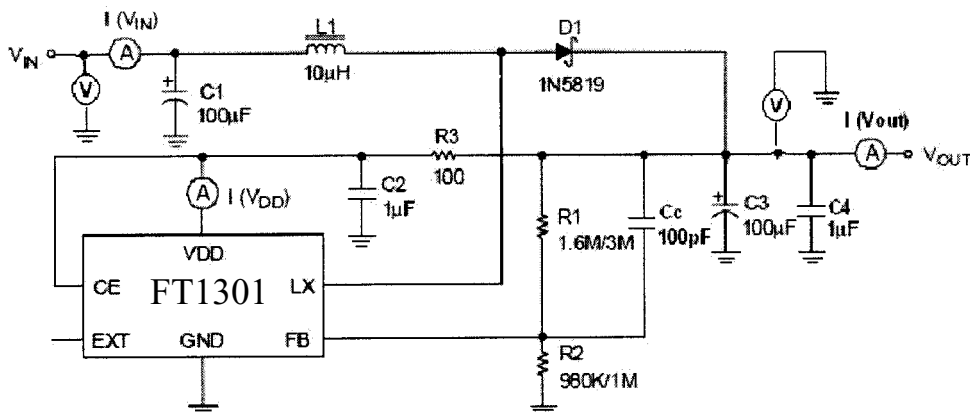 I (VIN)
VIN
A
V
L1
10µH
D1
1N5819
C1
100µF
+
V
I (Vout)
A
VOUT
R3
100
A
I (VDD)
C2
1µF
R1
1.6M/3M
Cc
100pF
+
C3
100µF
C4
1µF
VDD
CE
FT1301
LX
EXT
GND
FB
R2
980K/1M